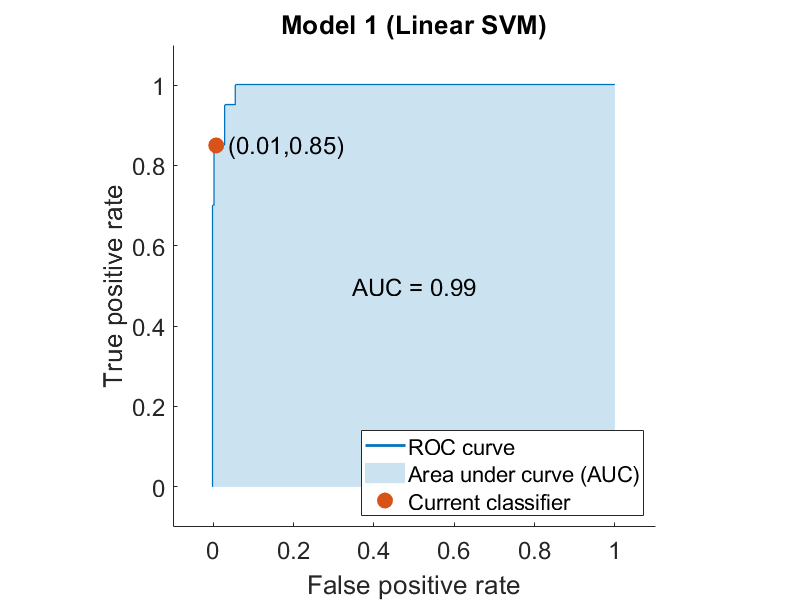 Model 1 (Linear SVM)
1
0.8
0.6
0.4
0.2
0
True positive rate
(0.01,0.85)
AUC = 0.99
ROC curve
Area under curve (AUC)
Current classifier
0 0.2 0.4 0.6 0.8 1
False positive rate